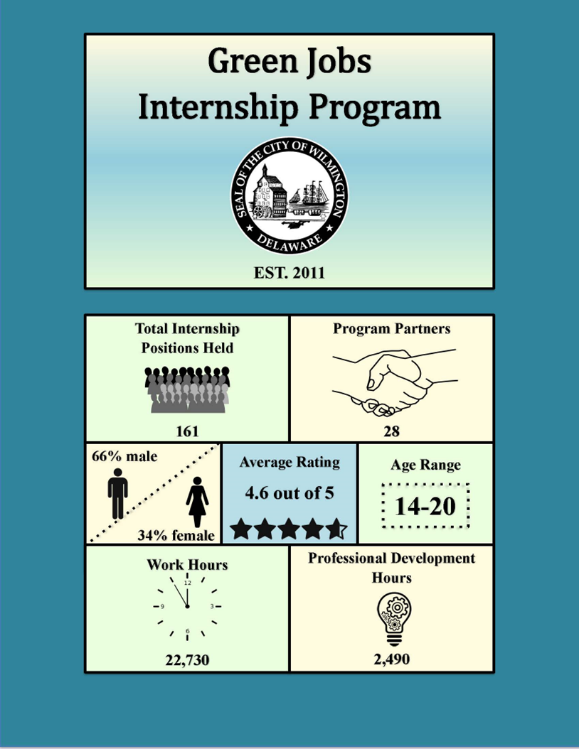 Green Jobs
Internship Program
SEAL OF THE CITY OF WILMINGTON
DELAWARE
EST. 2011
Total Internship
Positions Held
161
Program Partners
28
66% male
34% female
Average Rating
4.6 out of 5
Age Range
14-20
Work Hours
12
9
3
6
22,730
Professional Development
Hours
2,490